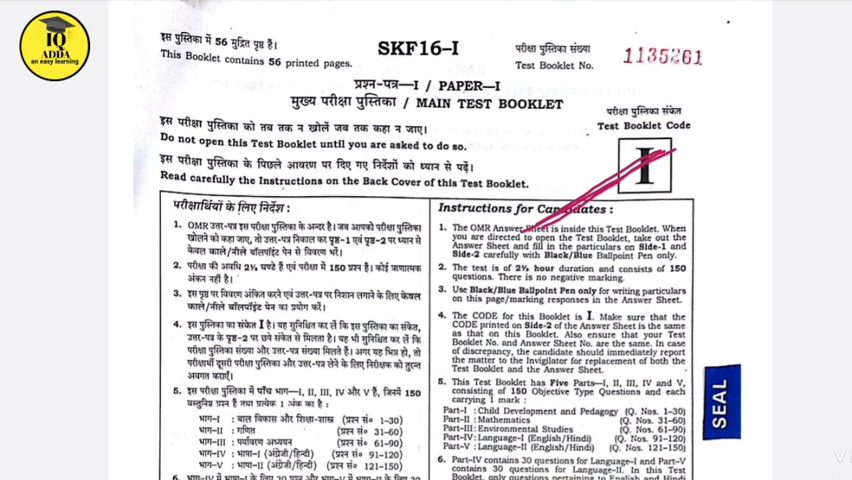 IQ
ADDA
an easy learning
इस पुस्तिका में 56 मुद्रित पृष्ठ हैं।
This Booklet contains 56 printed pages.
SKF16-I
परीक्षा पुस्तिका संख्या
Test Booklet No.
1135261
प्रश्न-पत्र—I / PAPER—I
मुख्य परीक्षा पुस्तिका / MAIN TEST BOOKLET
परीक्षा पुस्तिका संकेत
Test Booklet Code
I
इस परीक्षा पुस्तिका को तब तक न खोलें जब तक कहा न जाए।
Do not open this Test Booklet until you are asked to do so.
इस परीक्षा पुस्तिका के पिछले आवरण पर दिए गए निर्देशों को ध्यान से पढ़ें।
Read carefully the Instructions on the Back Cover of this Test Booklet.
परीक्षार्थियों के लिए निर्देश :
1. OMR उत्तर-पत्र इस परीक्षा पुस्तिका के अन्दर है। जब आपको परीक्षा पुस्तिका
खोलने को कहा जाए, तो उत्तर-पत्र निकाल कर पृष्ठ-1 एवं पृष्ठ-2 पर ध्यान से
केवल काले/नीले बॉलपॉइंट पेन से विवरण भरें।
2. परीक्षा की अवधि 2½ घण्टे है एवं परीक्षा में 150 प्रश्न हैं। कोई ऋणात्मक
अंकन नहीं है।
3. इस पृष्ठ पर विवरण अंकित करने एवं उत्तर-पत्र पर निशान लगाने के लिए केवल
काले/नीले बॉलपॉइंट पेन का प्रयोग करें।
4. इस पुस्तिका का संकेत I है। यह सुनिश्चित कर लें कि इस पुस्तिका का संकेत,
उत्तर-पत्र के पृष्ठ-2 पर छपे संकेत से मिलता है। यह भी सुनिश्चित कर लें कि
परीक्षा पुस्तिका संख्या और उत्तर-पत्र संख्या मिलते हैं। अगर यह भिन्न हो, तो
परीक्षार्थी दूसरी परीक्षा पुस्तिका और उत्तर-पत्र लेने के लिए निरीक्षक को तुरन्त
अवगत कराएँ।
5. इस परीक्षा पुस्तिका में पाँच भाग—I, II, III, IV और V हैं, जिनमें 150
वस्तुनिष्ठ प्रश्न हैं तथा प्रत्येक 1 अंक का है :
भाग-I : बाल विकास और शिक्षा-शास्त्र (प्रश्न सं० 1-30)
भाग-II : गणित (प्रश्न सं० 31-60)
भाग-III : पर्यावरण अध्ययन (प्रश्न सं० 61-90)
भाग-IV : भाषा-I (अंग्रेजी/हिन्दी) (प्रश्न सं० 91-120)
भाग-V : भाषा-II (अंग्रेजी/हिन्दी) (प्रश्न सं० 121-150)
Instructions for Candidates :
1. The OMR Answer Sheet is inside this Test Booklet. When
you are directed to open the Test Booklet, take out the
Answer Sheet and fill in the particulars on Side-1 and
Side-2 carefully with Black/Blue Ballpoint Pen only.
2. The test is of 2½ hour duration and consists of 150
questions. There is no negative marking.
3. Use Black/Blue Ballpoint Pen only for writing particulars
on this page/marking responses in the Answer Sheet.
4. The CODE for this Booklet is I. Make sure that the
CODE printed on Side-2 of the Answer Sheet is the same
as that on this Booklet. Also ensure that your Test
Booklet No. and Answer Sheet No. are the same. In case
of discrepancy, the candidate should immediately report
the matter to the Invigilator for replacement of both the
Test Booklet and the Answer Sheet.
5. This Test Booklet has Five Parts—I, II, III, IV and V,
consisting of 150 Objective Type Questions and each
carrying 1 mark :
Part-I : Child Development and Pedagogy (Q. Nos. 1-30)
Part-II : Mathematics (Q. Nos. 31-60)
Part-III: Environmental Studies (Q. Nos. 61-90)
Part-IV: Language-I (English/Hindi) (Q. Nos. 91-120)
Part-V : Language-II (English/Hindi) (Q. Nos. 121-150)
6. Part-IV contains 30 questions for Language-I and Part-V
contains 30 questions for Language-II. In this Test
SEAL